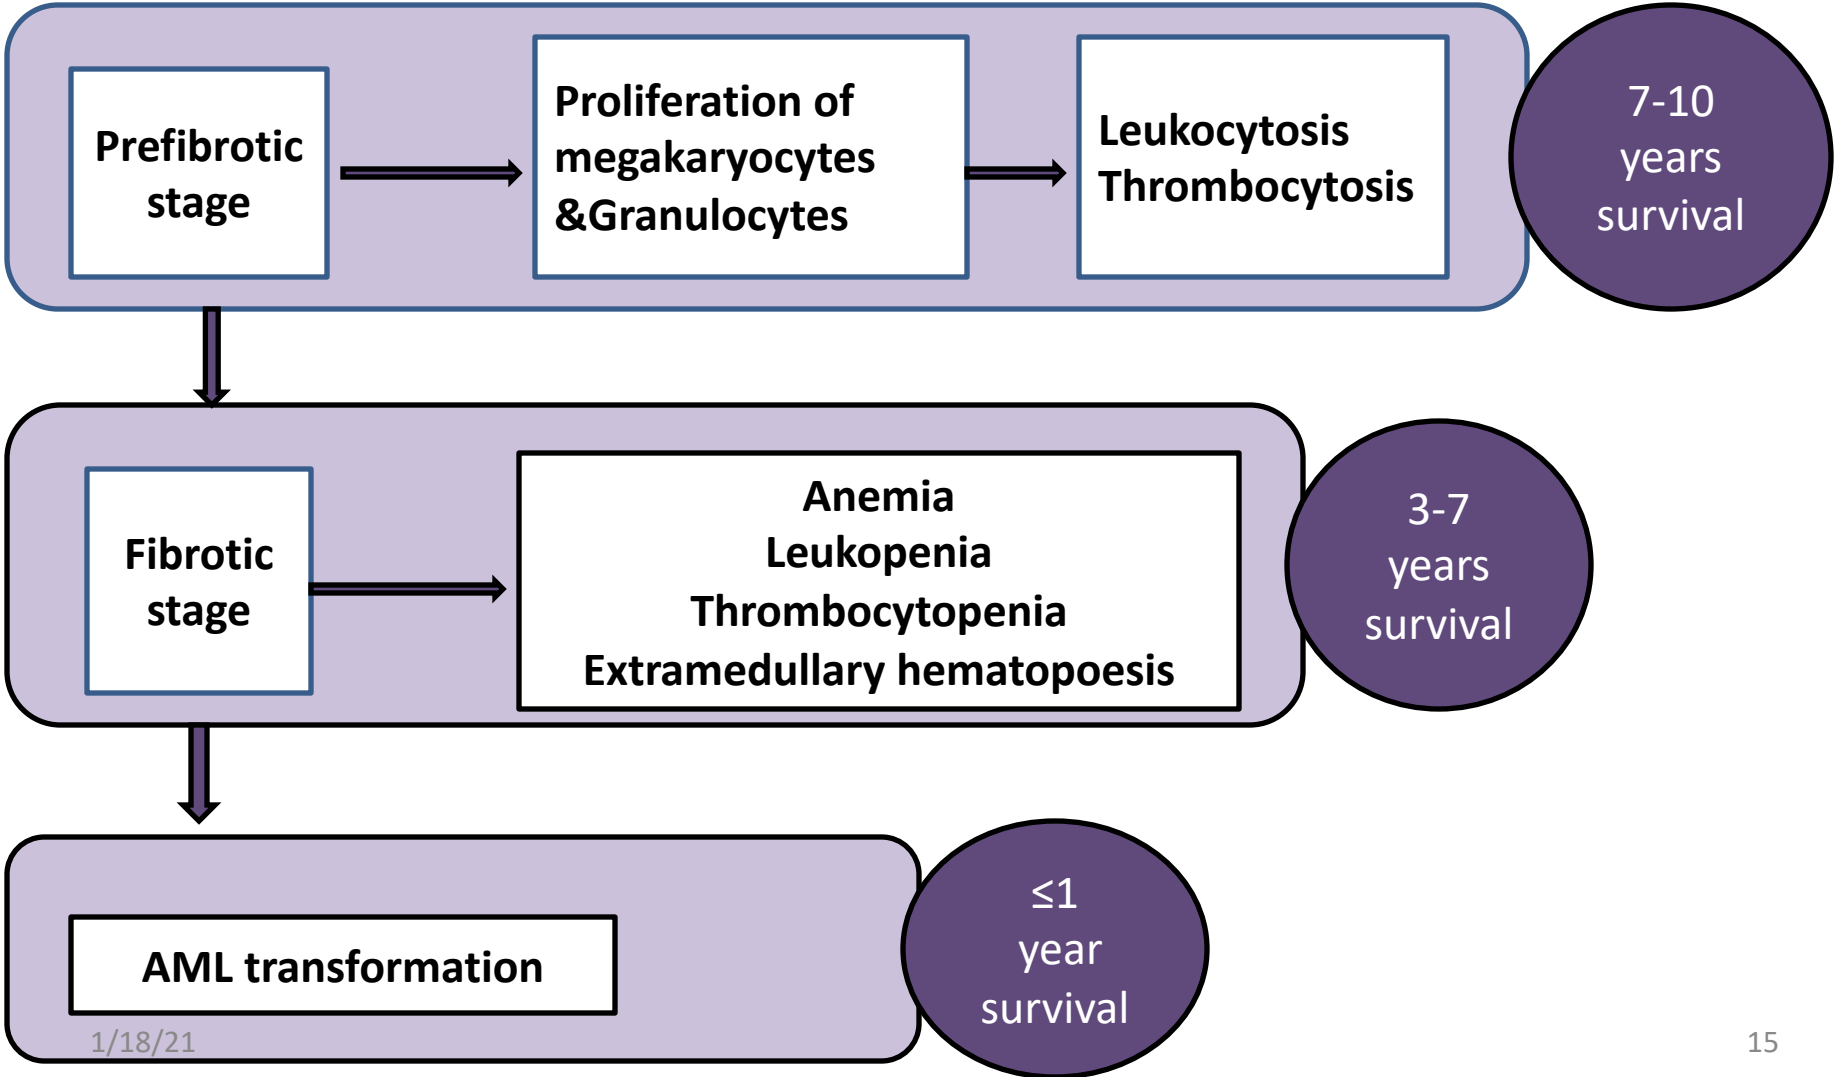 Prefibrotic
stage
Proliferation of
megakaryocytes
&Granulocytes
Leukocytosis
Thrombocytosis
7-10
years
survival
Fibrotic
stage
Anemia
Leukopenia
Thrombocytopenia
Extramedullary hematopoesis
3-7
years
survival
AML transformation
≤1
year
survival
1/18/21
15